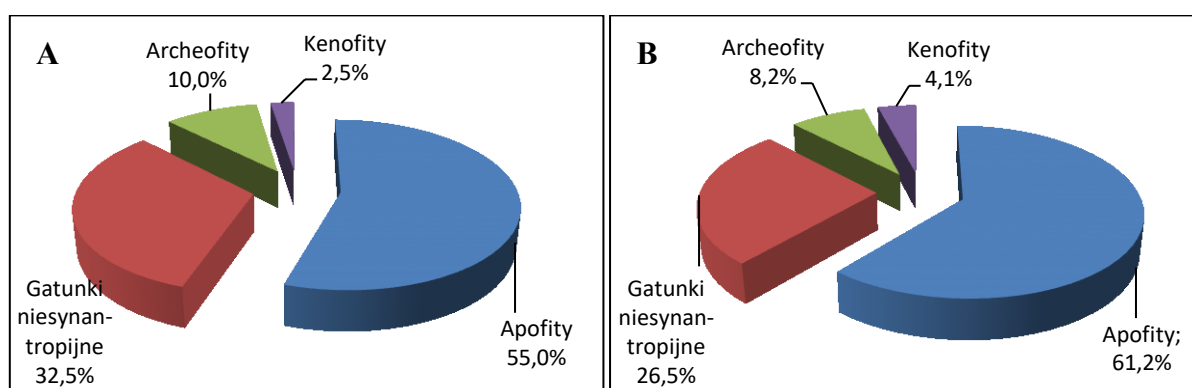 A
Archeofity
10,0%
Kenofity
2,5%
Gatunki
niesynan-
tropijne
32,5%
Apofity
55,0%
B
Archeofity
8,2%
Kenofity
4,1%
Gatunki
niesynan-
tropijne
26,5%
Apofity;
61,2%